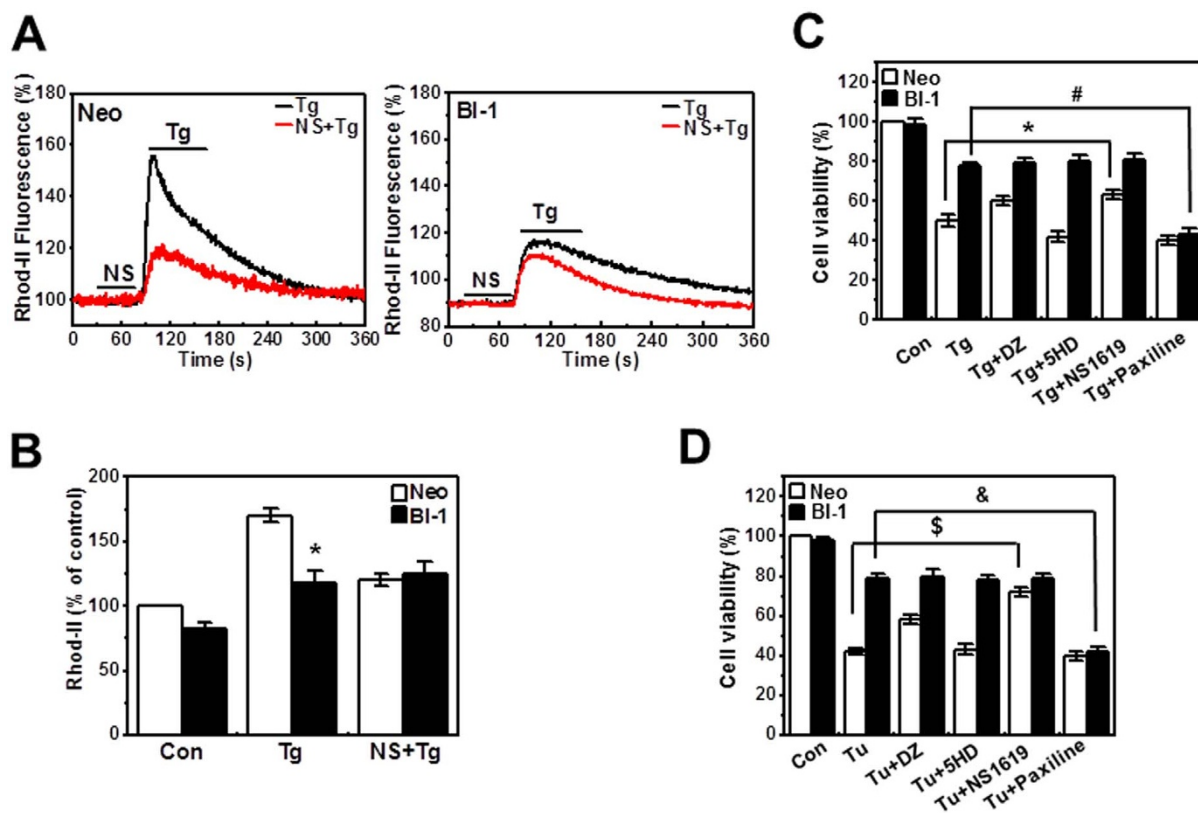 A
Neo
Tg
NS+Tg
Tg
NS
Rhod-II Fluorescence (%)
180
160
140
120
100
0 60 120 180 240 300 360
Time (s)
BI-1
Tg
NS+Tg
Tg
NS
Rhod-II Fluorescence (%)
180
160
140
120
100
80
0 60 120 180 240 300 360
Time (s)
B
Neo
BI-1
*
Rhod-II (% of control)
200
150
100
50
0
Con Tg NS+Tg
C
Neo
BI-1
#
*
Cell viability (%)
120
100
80
60
40
20
0
Con Tg Tg+DZ Tg+5HD Tg+NS1619 Tg+Paxiline
D
Neo
BI-1
&
$
Cell viability (%)
120
100
80
60
40
20
0
Con Tu Tu+DZ Tu+5HD Tu+NS1619 Tu+Paxiline